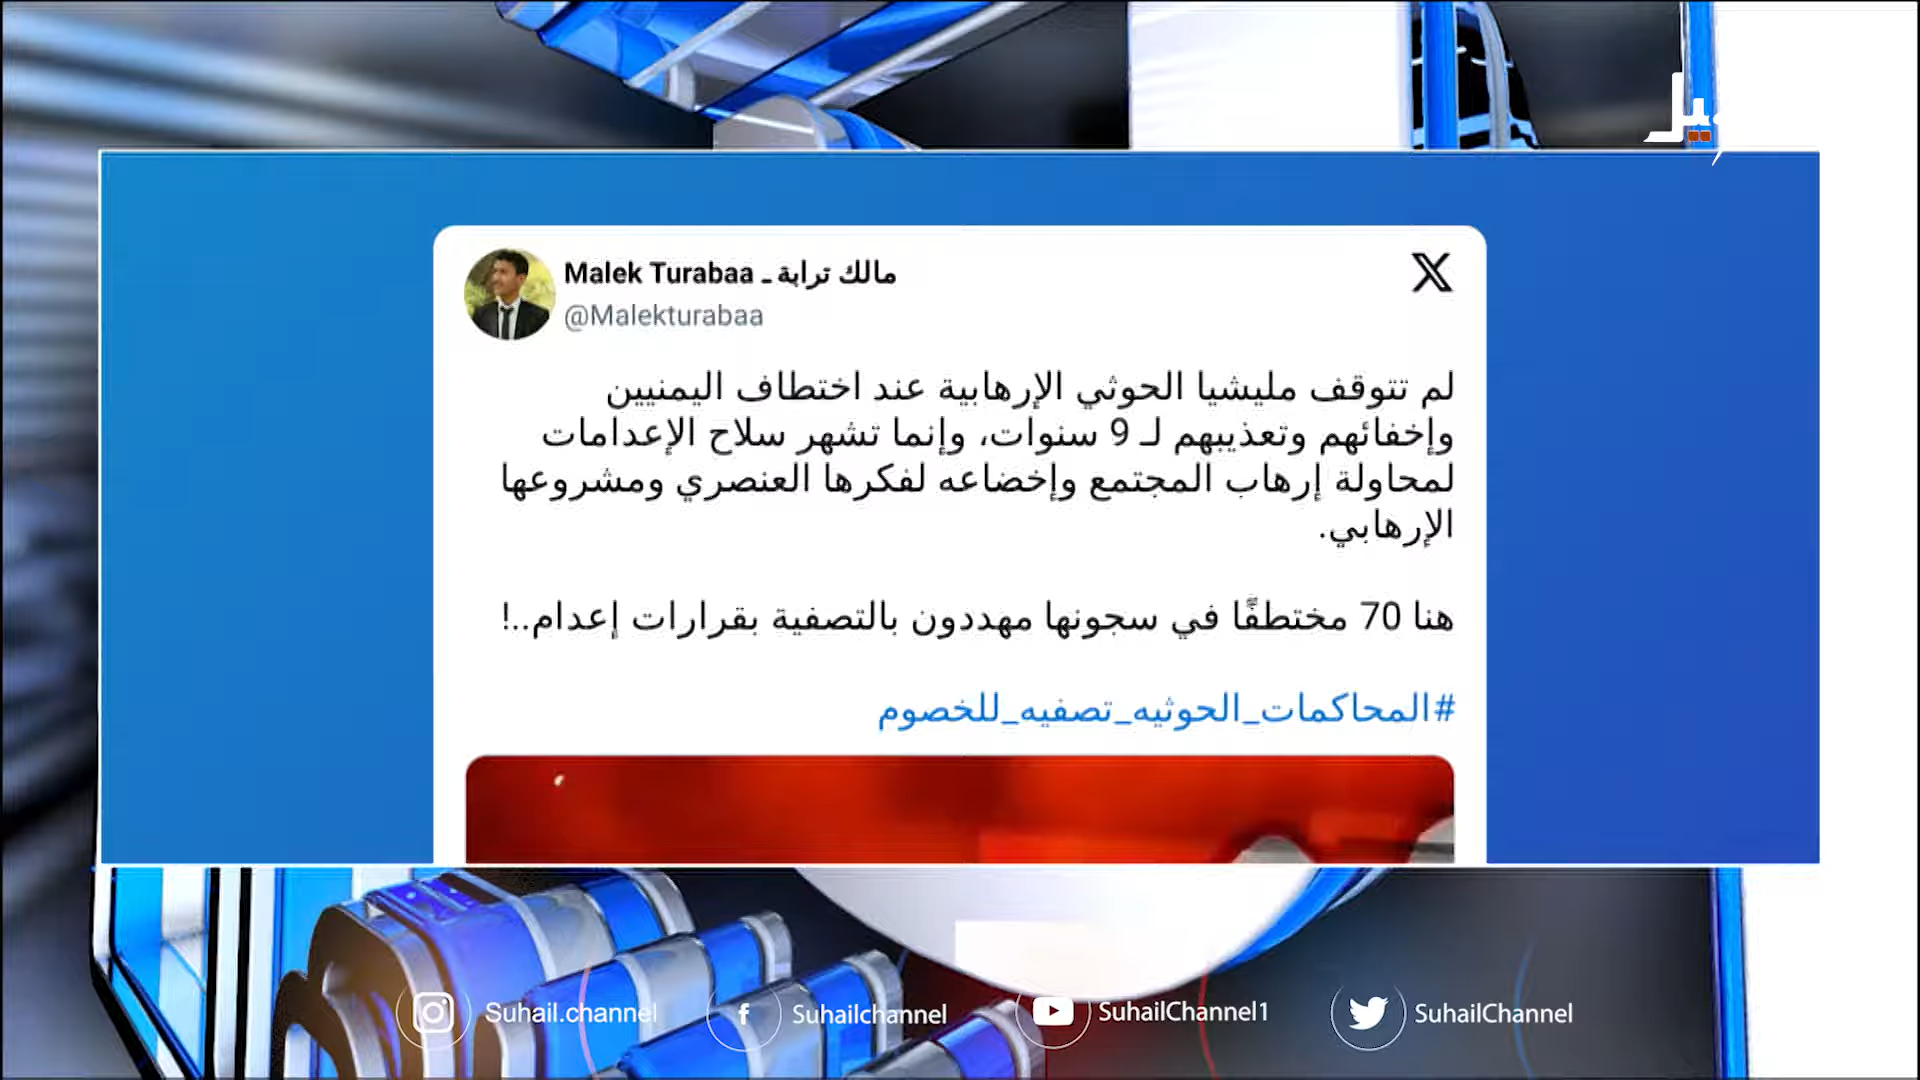 Malek Turabaa ـ مالك ترابة
@Malekturabaa
لم تتوقف مليشيا الحوثي الإرهابية عند اختطاف اليمنيين
وإخفائهم وتعذيبهم لـ 9 سنوات، وإنما تشهر سلاح الإعدامات
لمحاولة إرهاب المجتمع وإخضاعه لفكرها العنصري ومشروعها
الإرهابي.
هنا 70 مختطفًا في سجونها مهددون بالتصفية بقرارات إعدام..!
#المحاكمات_الحوثيه_تصفيه_للخصوم
Suhail.channel
Suhailchannel
SuhailChannel1
SuhailChannel